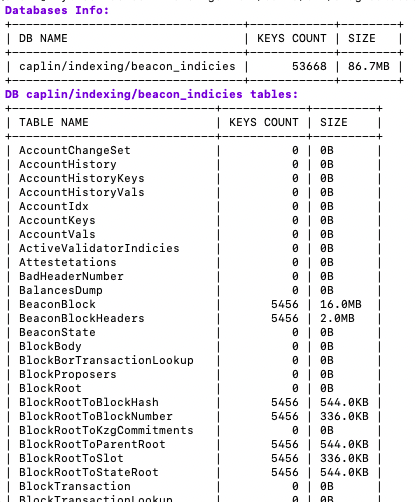 Databases Info:
| DB NAME | KEYS COUNT | SIZE |
| caplin/indexing/beacon_indicies | 53668 | 86.7MB |
DB caplin/indexing/beacon_indicies tables:
| TABLE NAME | KEYS COUNT | SIZE |
| AccountChangeSet | 0 | 0B |
| AccountHistory | 0 | 0B |
| AccountHistoryKeys | 0 | 0B |
| AccountHistoryVals | 0 | 0B |
| AccountIdx | 0 | 0B |
| AccountKeys | 0 | 0B |
| AccountVals | 0 | 0B |
| ActiveValidatorIndicies | 0 | 0B |
| Attestetations | 0 | 0B |
| BadHeaderNumber | 0 | 0B |
| BalancesDump | 0 | 0B |
| BeaconBlock | 5456 | 16.0MB |
| BeaconBlockHeaders | 5456 | 2.0MB |
| BeaconState | 0 | 0B |
| BlockBody | 0 | 0B |
| BlockBorTransactionLookup | 0 | 0B |
| BlockProposers | 0 | 0B |
| BlockRoot | 0 | 0B |
| BlockRootToBlockHash | 5456 | 544.0KB |
| BlockRootToBlockNumber | 5456 | 336.0KB |
| BlockRootToKzgCommitments | 0 | 0B |
| BlockRootToParentRoot | 5456 | 544.0KB |
| BlockRootToSlot | 5456 | 336.0KB |
| BlockRootToStateRoot | 5456 | 544.0KB |
| BlockTransaction | 0 | 0B |
| BlockTransactionLookup | 0 | 0B |